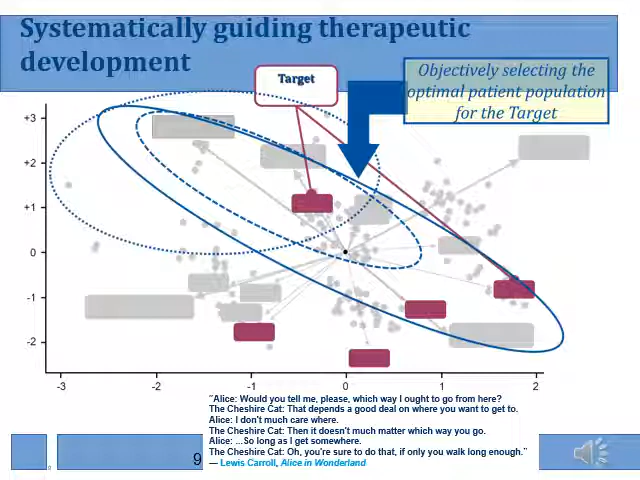 Systematically guiding therapeutic
development
Target
Objectively selecting the
optimal patient population
for the Target
+3
+2
+1
0
-1
-2
-3
-2
-1
0
1
2
"Alice: Would you tell me, please, which way I ought to go from here?
The Cheshire Cat: That depends a good deal on where you want to get to.
Alice: I don't much care where.
The Cheshire Cat: Then it doesn't much matter which way you go.
Alice: ...So long as I get somewhere.
The Cheshire Cat: Oh, you're sure to do that, if only you walk long enough."
― Lewis Carroll, Alice in Wonderland
9